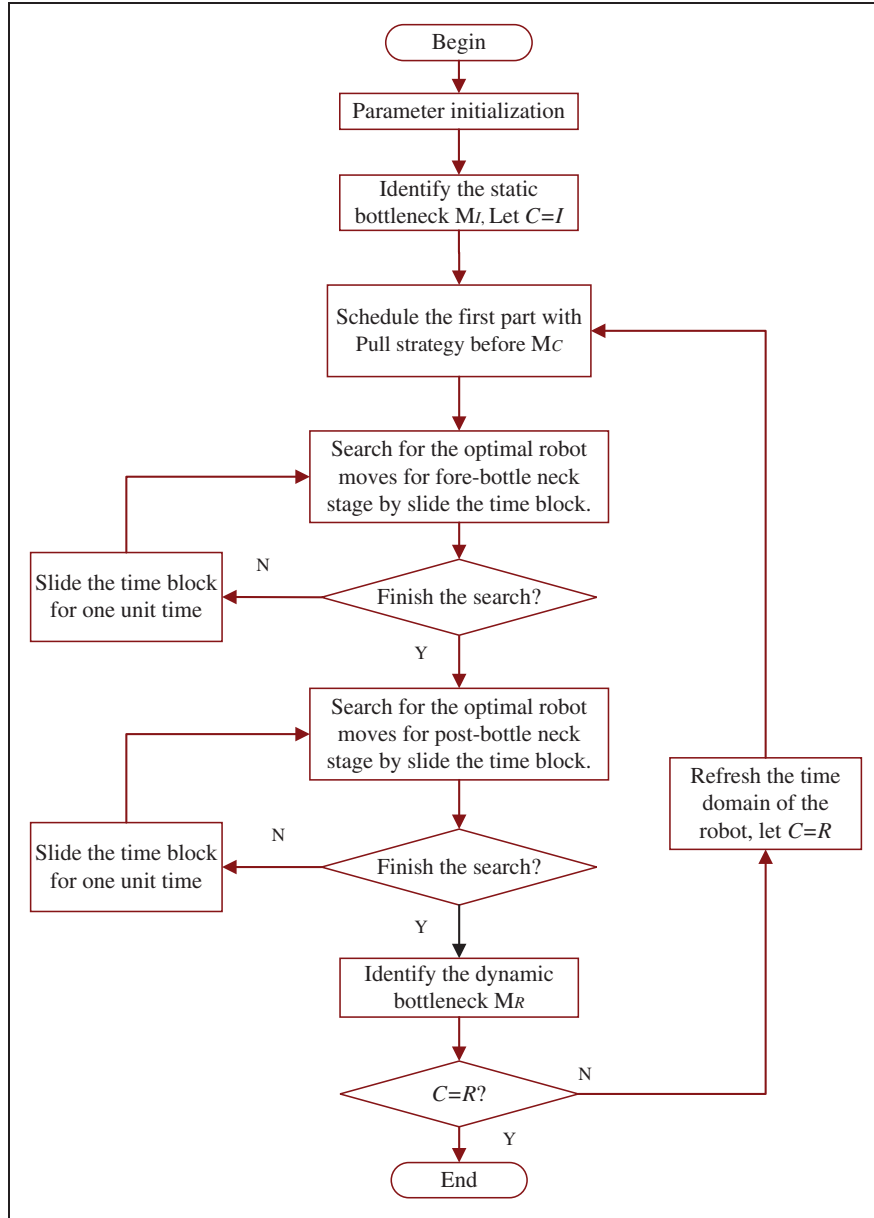 Begin
Parameter initialization
Identify the static
bottleneck MI, Let C=I
Schedule the first part with
Pull strategy before MC
Search for the optimal robot
moves for fore-bottle neck
stage by slide the time block.
N
Slide the time block
for one unit time
Finish the search?
Y
Search for the optimal robot
moves for post-bottle neck
stage by slide the time block.
Refresh the time
domain of the
robot, let C=R
N
Slide the time block
for one unit time
Finish the search?
Y
Identify the dynamic
bottleneck MR
C=R?
N
Y
End